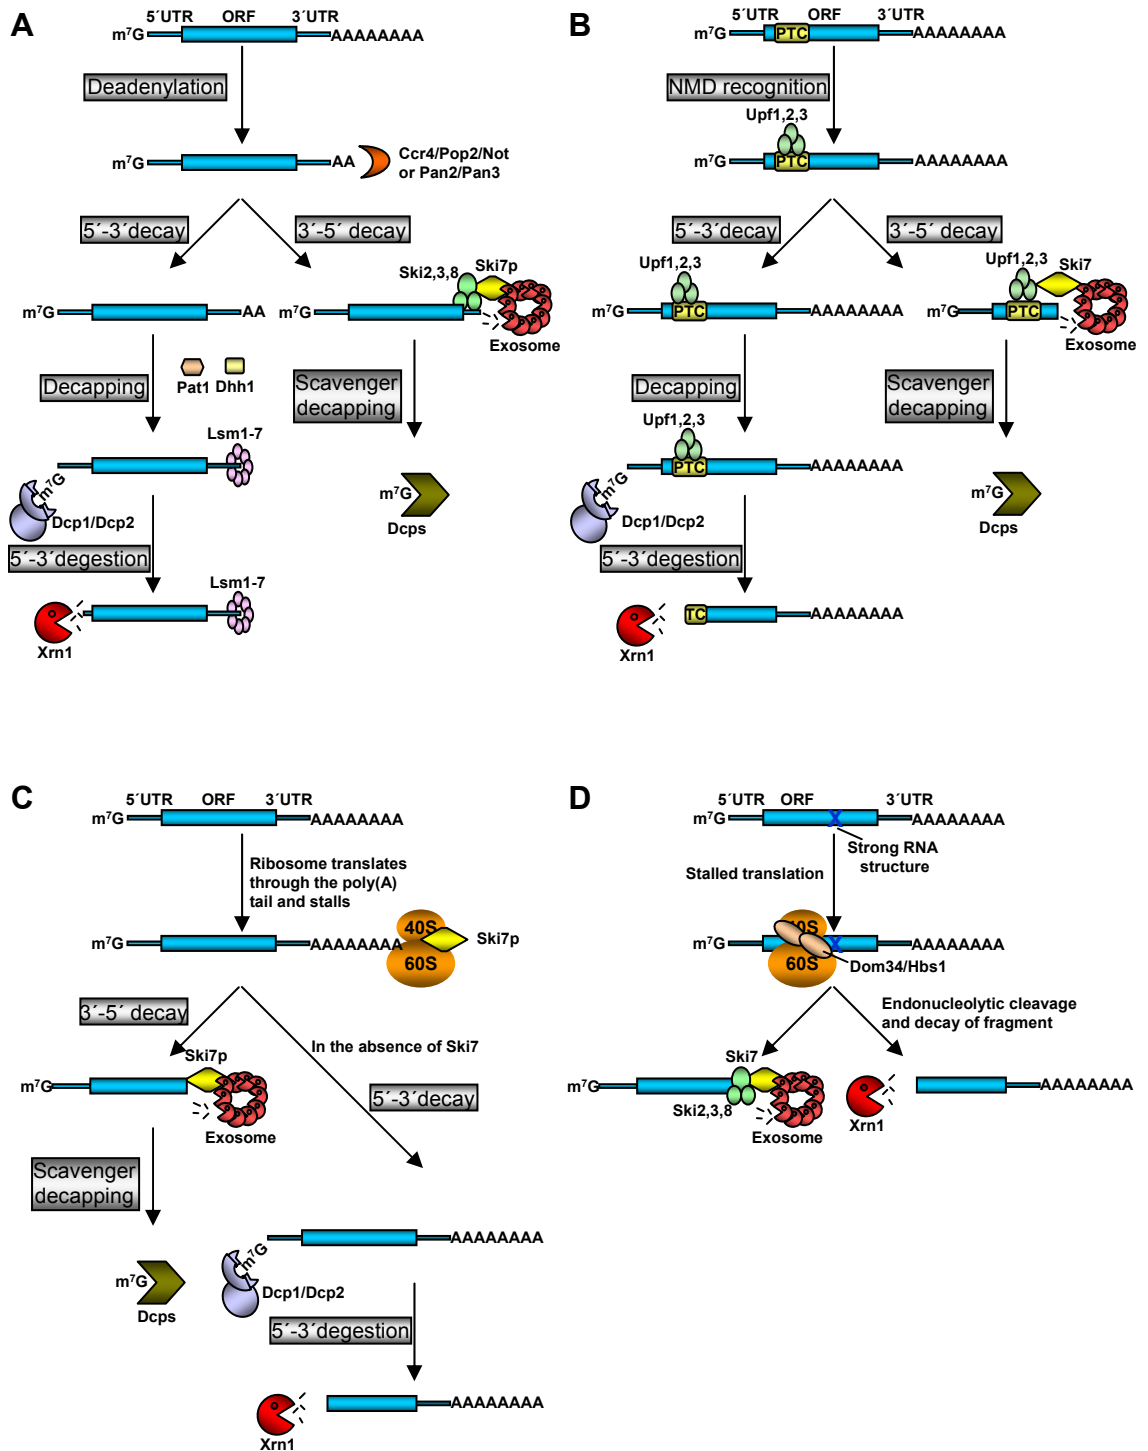 A
5´UTR ORF 3´UTR
m⁷G AAAAAAAA
Deadenylation
m⁷G AA
Ccr4/Pop2/Not
or Pan2/Pan3
5´-3´decay
3´-5´ decay
Ski2,3,8 Ski7p
m⁷G AA
m⁷G
Exosome
Decapping
Pat1 Dhh1
Scavenger
decapping
Lsm1-7
m⁷G
Dcp1/Dcp2
m⁷G
Dcps
5´-3´degestion
Lsm1-7
Xrn1
B
5´UTR ORF 3´UTR
m⁷G PTC AAAAAAAA
NMD recognition
Upf1,2,3
m⁷G PTC AAAAAAAA
5´-3´decay
3´-5´ decay
Upf1,2,3
m⁷G PTC AAAAAAAA
Upf1,2,3 Ski7
m⁷G PTC
Exosome
Decapping
Scavenger
decapping
Upf1,2,3
PTC AAAAAAAA
m⁷G
Dcp1/Dcp2
m⁷G
Dcps
5´-3´degestion
TC AAAAAAAA
Xrn1
C
5´UTR ORF 3´UTR
m⁷G AAAAAAAA
Ribosome translates
through the poly(A)
tail and stalls
m⁷G AAAAAAAA
40S
60S
Ski7p
3´-5´ decay
In the absence of Ski7
Ski7p
m⁷G
Exosome
5´-3´decay
Scavenger
decapping
m⁷G
Dcps
AAAAAAAA
m⁷G
Dcp1/Dcp2
5´-3´degestion
AAAAAAAA
Xrn1
D
5´UTR ORF 3´UTR
m⁷G X AAAAAAAA
Strong RNA
structure
Stalled translation
40S
m⁷G X AAAAAAAA
60S
Dom34/Hbs1
Endonucleolytic cleavage
and decay of fragment
Ski7
m⁷G
Ski2,3,8
Exosome
AAAAAAAA
Xrn1